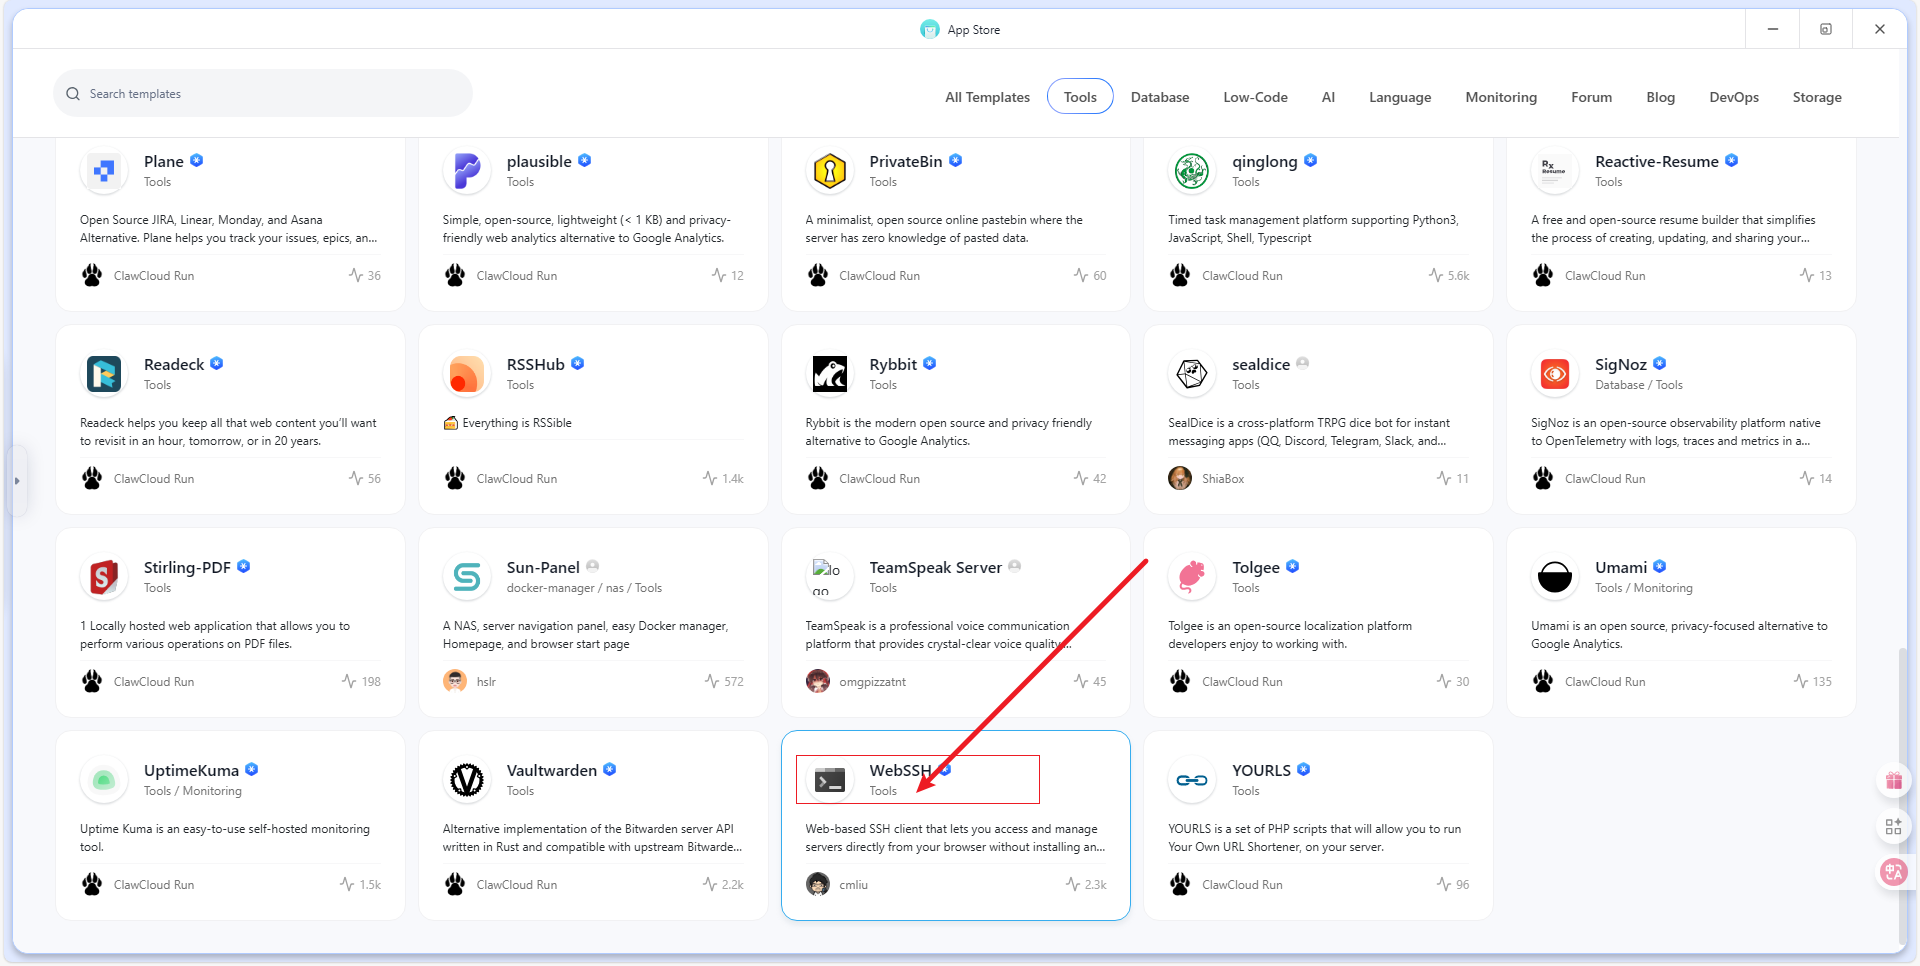 App Store
Search templates
All Templates
Tools
Database
Low-Code
AI
Language
Monitoring
Forum
Blog
DevOps
Storage
Plane
Tools
Open Source JIRA, Linear, Monday, and Asana
Alternative. Plane helps you track your issues, epics, an...
ClawCloud Run
36
plausible
Tools
Simple, open-source, lightweight (< 1 KB) and privacy-
friendly web analytics alternative to Google Analytics.
ClawCloud Run
12
PrivateBin
Tools
A minimalist, open source online pastebin where the
server has zero knowledge of pasted data.
ClawCloud Run
60
qinglong
Tools
Timed task management platform supporting Python3,
JavaScript, Shell, Typescript
ClawCloud Run
5.6k
Rx
Resume
Reactive-Resume
Tools
A free and open-source resume builder that simplifies
the process of creating, updating, and sharing your...
ClawCloud Run
13
Readeck
Tools
Readeck helps you keep all that web content you'll want
to revisit in an hour, tomorrow, or in 20 years.
ClawCloud Run
56
RSSHub
Tools
Everything is RSSible
ClawCloud Run
1.4k
Rybbit
Tools
Rybbit is the modern open source and privacy friendly
alternative to Google Analytics.
ClawCloud Run
42
sealdice
Tools
SealDice is a cross-platform TRPG dice bot for instant
messaging apps (QQ, Discord, Telegram, Slack, and...
ShiaBox
11
SigNoz
Database / Tools
SigNoz is an open-source observability platform native
to OpenTelemetry with logs, traces and metrics in a...
ClawCloud Run
14
Stirling-PDF
Tools
1 Locally hosted web application that allows you to
perform various operations on PDF files.
ClawCloud Run
198
Sun-Panel
docker-manager / nas / Tools
A NAS, server navigation panel, easy Docker manager,
Homepage, and browser start page
hslr
572
lo
go
TeamSpeak Server
Tools
TeamSpeak is a professional voice communication
platform that provides crystal-clear voice quality,...
omgpizzatnt
45
Tolgee
Tools
Tolgee is an open-source localization platform
developers enjoy to working with.
ClawCloud Run
30
Umami
Tools / Monitoring
Umami is an open source, privacy-focused alternative to
Google Analytics.
ClawCloud Run
135
UptimeKuma
Tools / Monitoring
Uptime Kuma is an easy-to-use self-hosted monitoring
tool.
ClawCloud Run
1.5k
Vaultwarden
Tools
Alternative implementation of the Bitwarden server API
written in Rust and compatible with upstream Bitwarde...
ClawCloud Run
2.2k
WebSSH
Tools
Web-based SSH client that lets you access and manage
servers directly from your browser without installing an...
cmliu
2.3k
YOURLS
Tools
YOURLS is a set of PHP scripts that will allow you to run
Your Own URL Shortener, on your server.
ClawCloud Run
96
中A